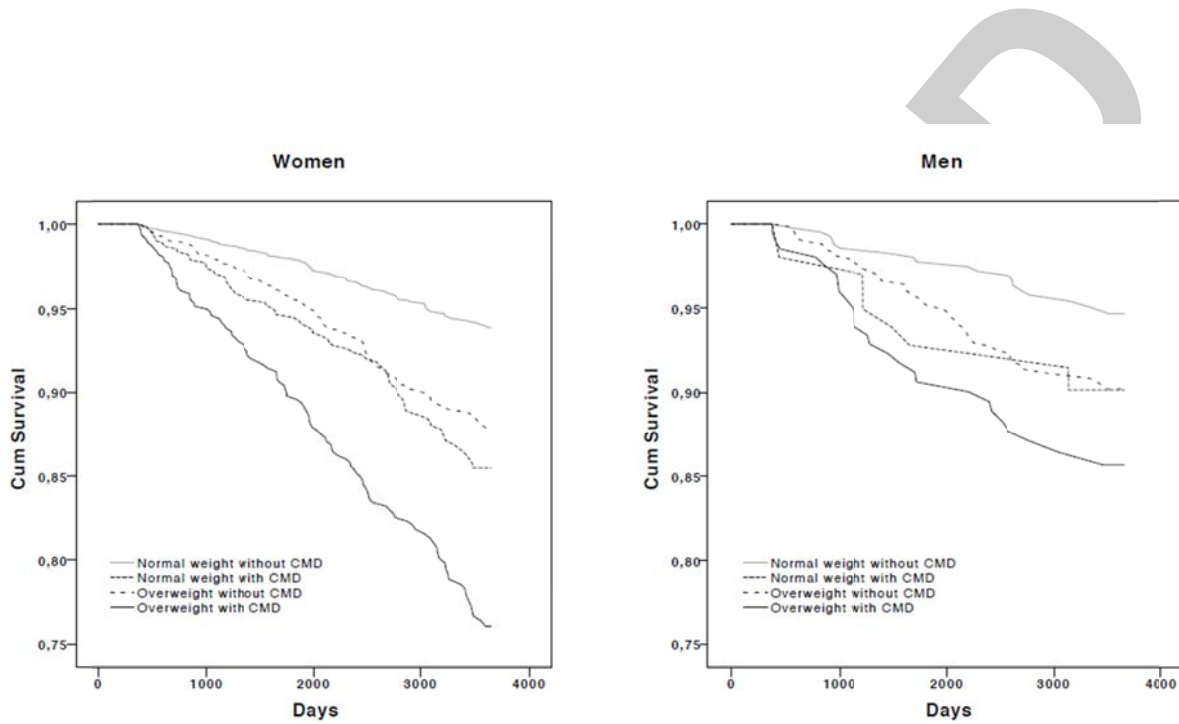 Women
1,00
0,95
0,90
0,85
0,80
0,75
Cum Survival
Normal weight without CMD
Normal weight with CMD
Overweight without CMD
Overweight with CMD
0 1000 2000 3000 4000
Days
Men
1,00
0,95
0,90
0,85
0,80
0,75
Cum Survival
Normal weight without CMD
Normal weight with CMD
Overweight without CMD
Overweight with CMD
0 1000 2000 3000 4000
Days